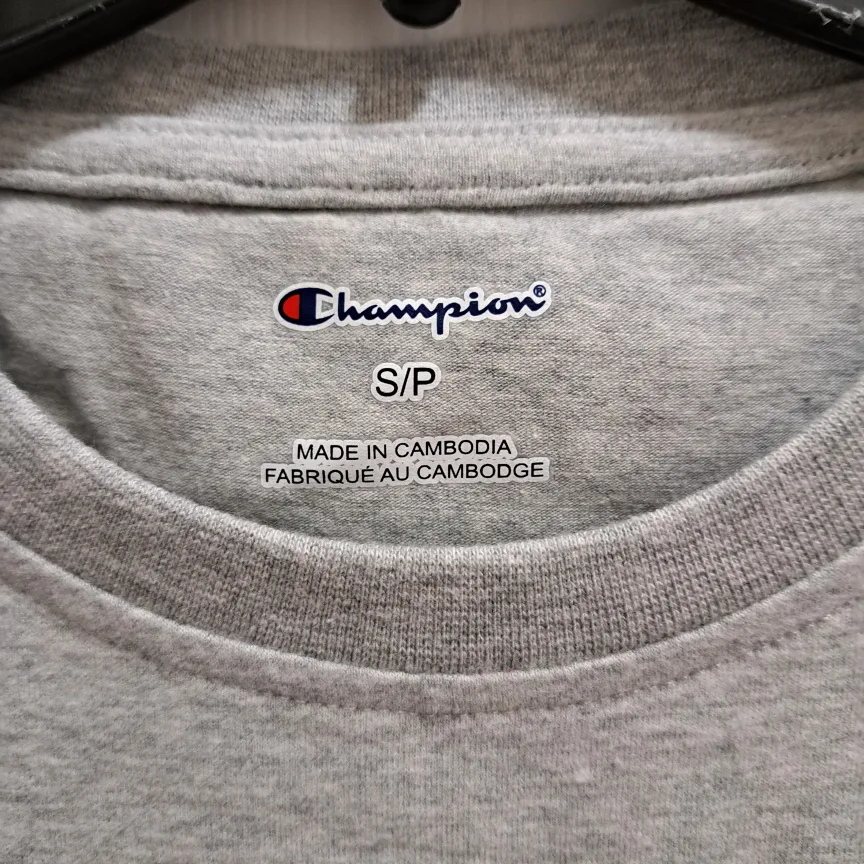 Champion®
S/P
MADE IN CAMBODIA
FABRIQUÉ AU CAMBODGE